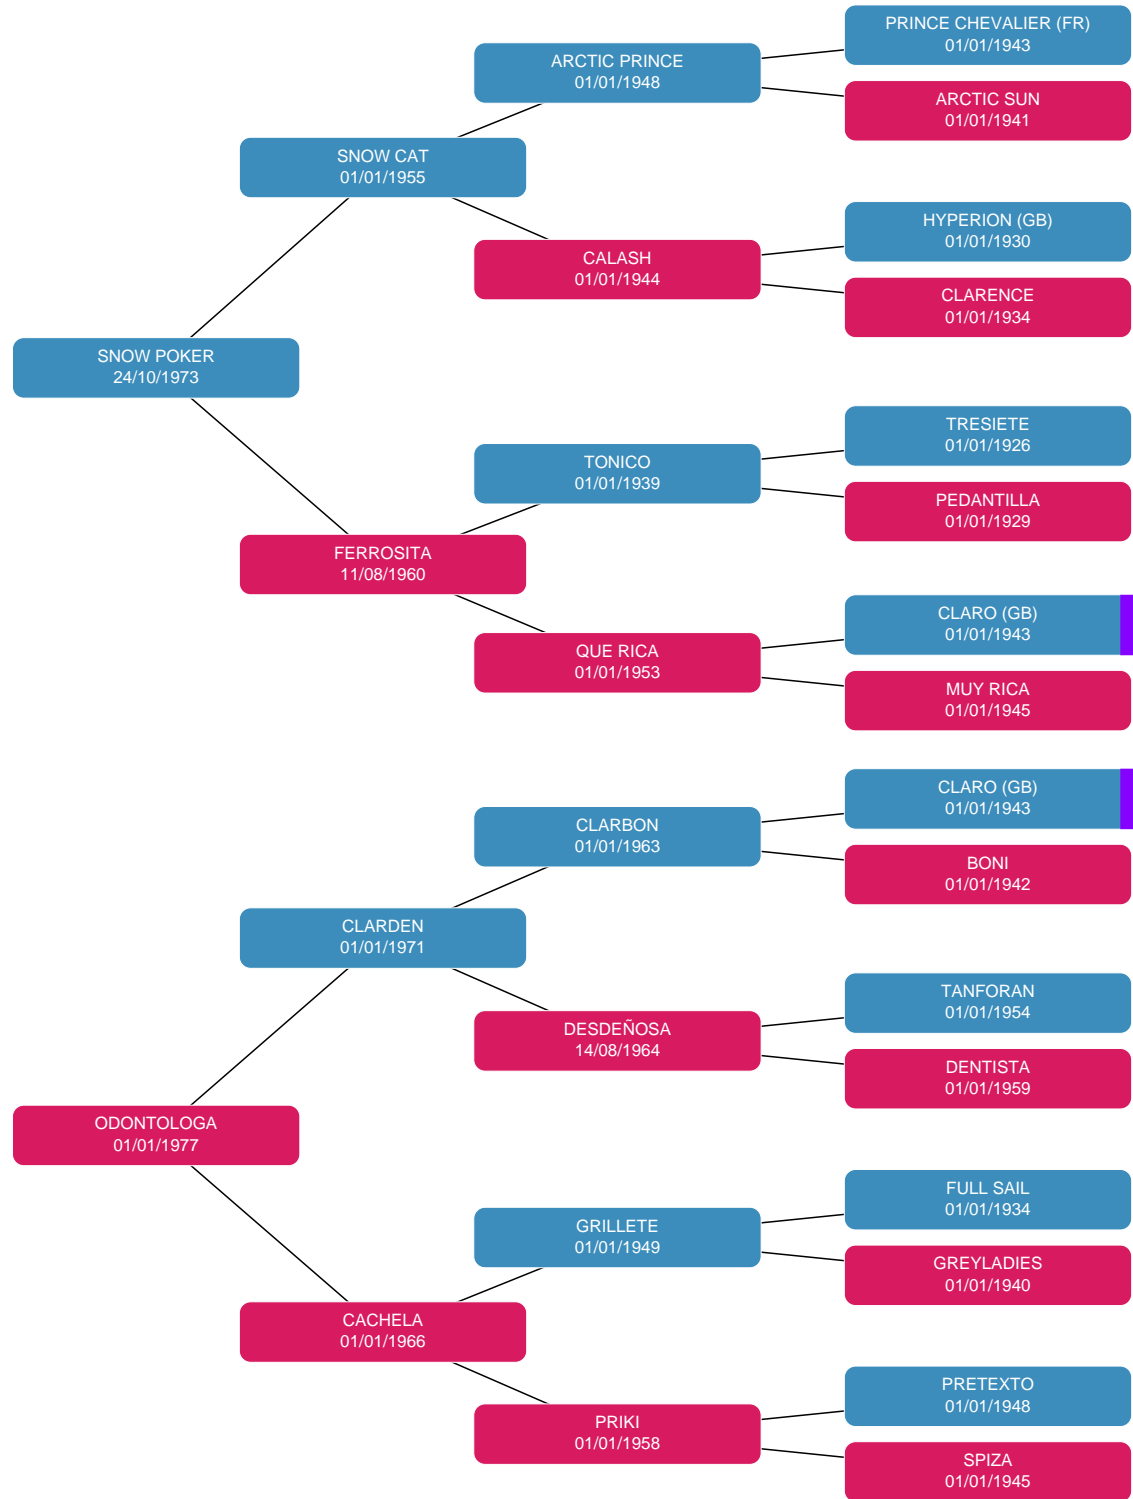 PRINCE CHEVALIER (FR)
01/01/1943
ARCTIC PRINCE
01/01/1948
ARCTIC SUN
01/01/1941
SNOW CAT
01/01/1955
HYPERION (GB)
01/01/1930
CALASH
01/01/1944
CLARENCE
01/01/1934
SNOW POKER
24/10/1973
TRESIETE
01/01/1926
TONICO
01/01/1939
PEDANTILLA
01/01/1929
FERROSITA
11/08/1960
CLARO (GB)
01/01/1943
QUE RICA
01/01/1953
MUY RICA
01/01/1945
CLARO (GB)
01/01/1943
CLARBON
01/01/1963
BONI
01/01/1942
CLARDEN
01/01/1971
TANFORAN
01/01/1954
DESDEÑOSA
14/08/1964
DENTISTA
01/01/1959
ODONTOLOGA
01/01/1977
FULL SAIL
01/01/1934
GRILLETE
01/01/1949
GREYLADIES
01/01/1940
CACHELA
01/01/1966
PRETEXTO
01/01/1948
PRIKI
01/01/1958
SPIZA
01/01/1945